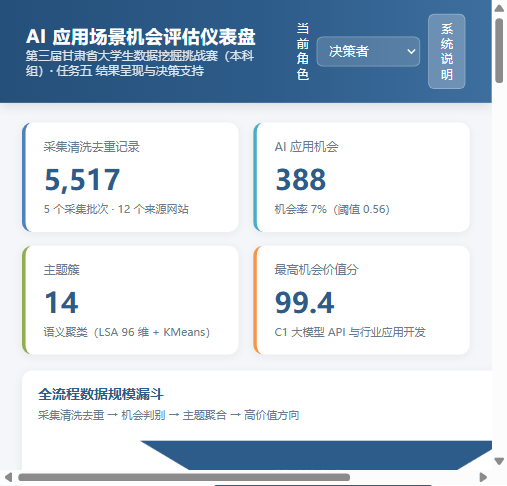 AI 应用场景机会评估仪表盘
第三届甘肃省大学生数据挖掘挑战赛（本科
组）· 任务五 结果呈现与决策支持
当
前
角
色
决策者
系
统
说
明
采集清洗去重记录
5,517
5 个采集批次 · 12 个来源网站
AI 应用机会
388
机会率 7%（阈值 0.56）
主题簇
14
语义聚类（LSA 96 维 + KMeans）
最高机会价值分
99.4
C1 大模型 API 与行业应用开发
全流程数据规模漏斗
采集清洗去重 → 机会判别 → 主题聚合 → 高价值方向